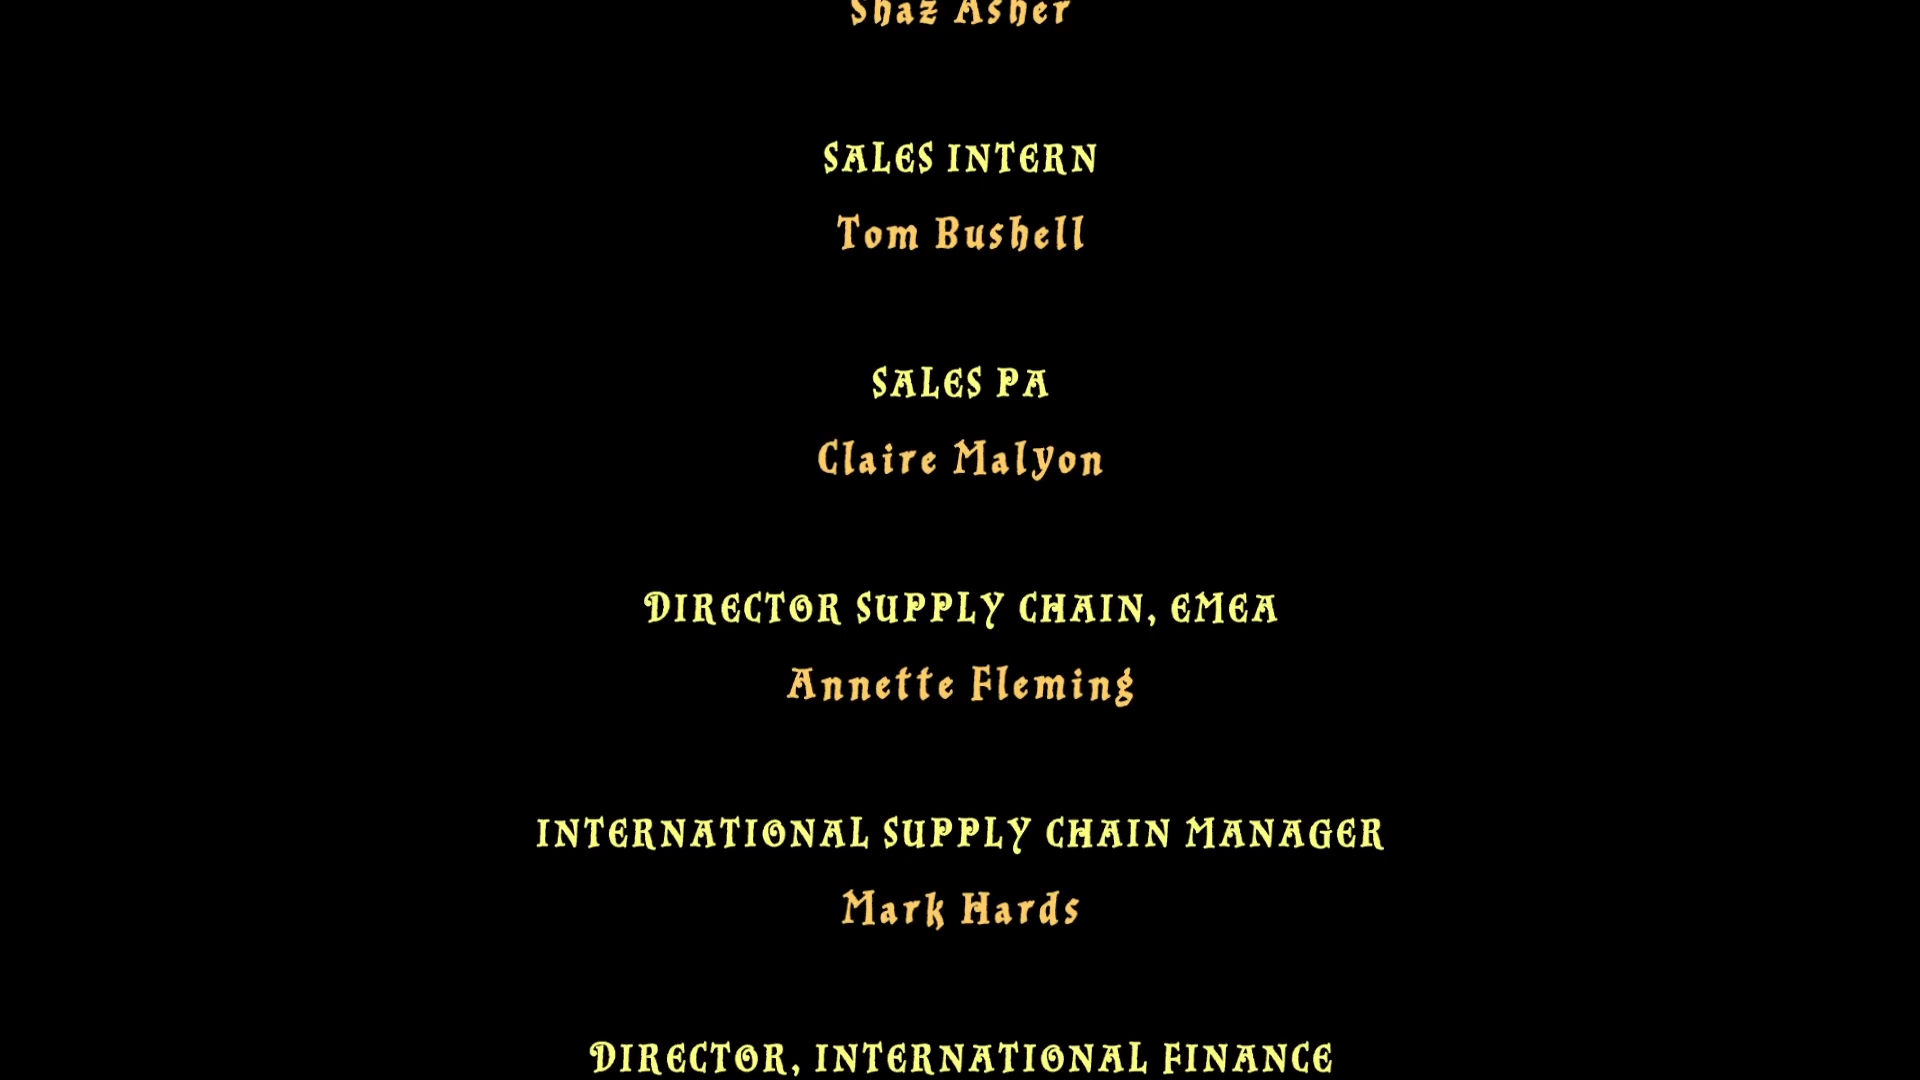 Shaz Asher
SALES INTERN
Tom Bushell
SALES PA
Claire Malyon
DIRECTOR SUPPLY CHAIN, EMEA
Annette Fleming
INTERNATIONAL SUPPLY CHAIN MANAGER
Mark Hards
DIRECTOR, INTERNATIONAL FINANCE